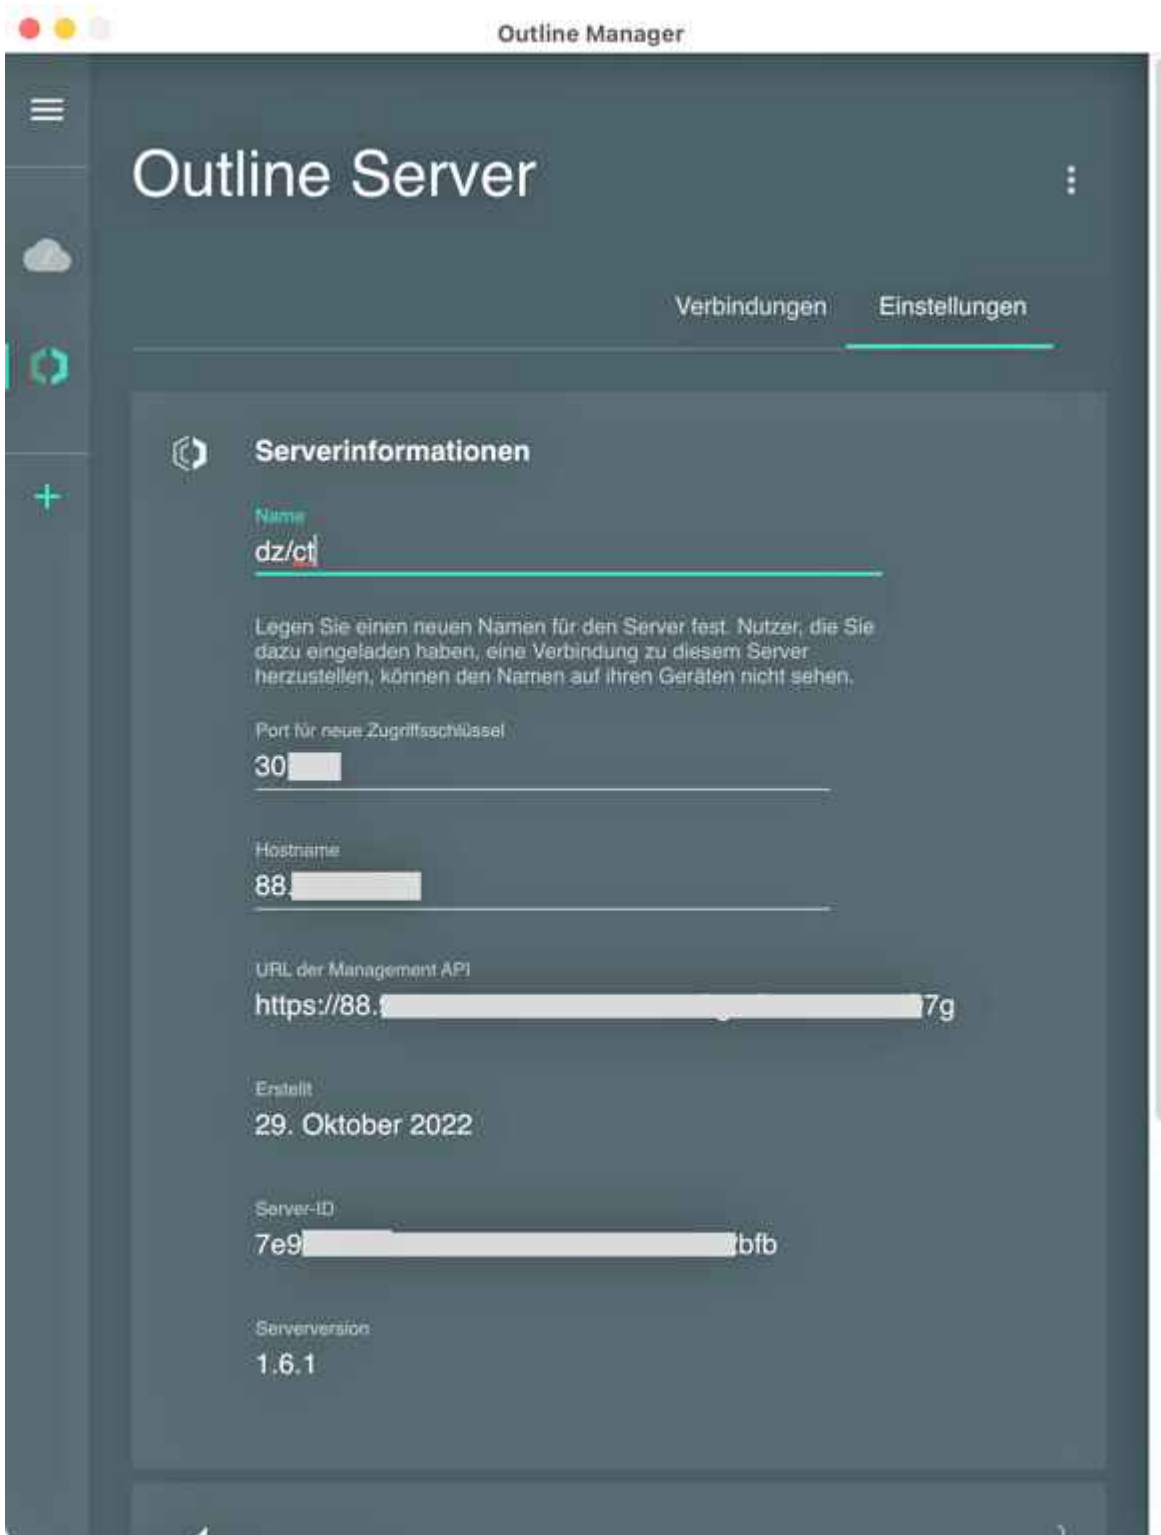 Outline Manager
Outline Server
Verbindungen Einstellungen
Serverinformationen
Name
dz/ct
Legen Sie einen neuen Namen für den Server fest. Nutzer, die Sie
dazu eingeladen haben, eine Verbindung zu diesem Server
herzustellen, können den Namen auf ihren Geräten nicht sehen.
Port für neue Zugriffsschlüssel
30
Hostname
88.
URL der Management API
https://88. 7g
Erstellt
29. Oktober 2022
Server-ID
7e9 bfb
Serverversion
1.6.1